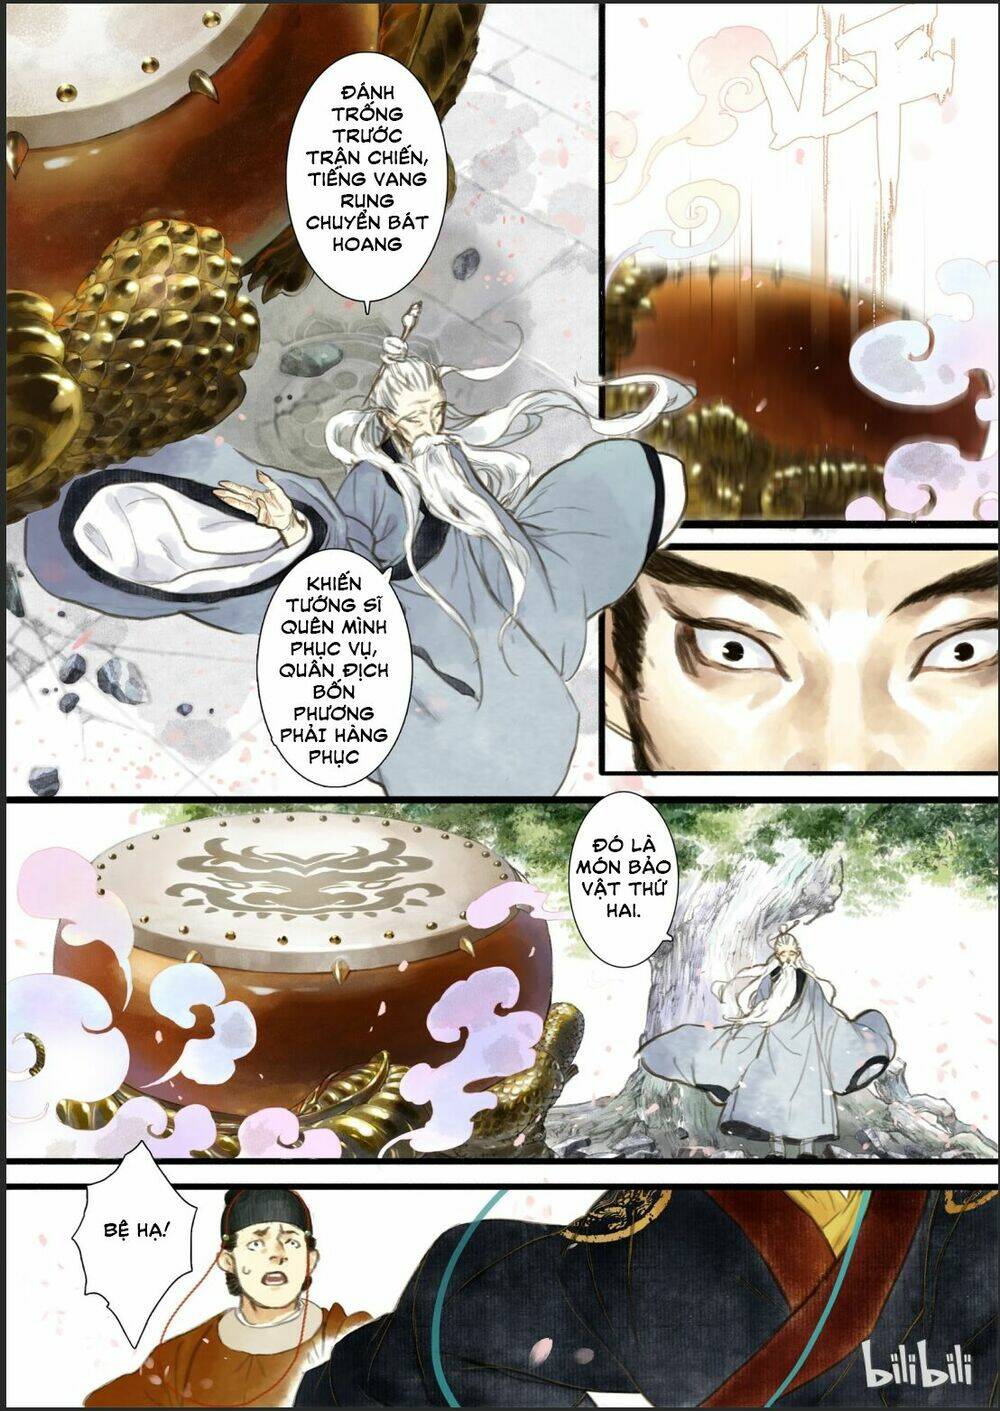 ĐÁNH
TRỐNG
TRƯỚC
TRẬN CHIẾN,
TIẾNG VANG
RUNG
CHUYỂN BÁT
HOANG
KHIẾN
TƯỚNG SĨ
QUÊN MÌNH
PHỤC VỤ,
QUÂN ĐỊCH
BỐN
PHƯƠNG
PHẢI HÀNG
PHỤC
ĐÓ LÀ
MÓN BẢO
VẬT THỨ
HAI.
BỆ HẠ!
bilibili